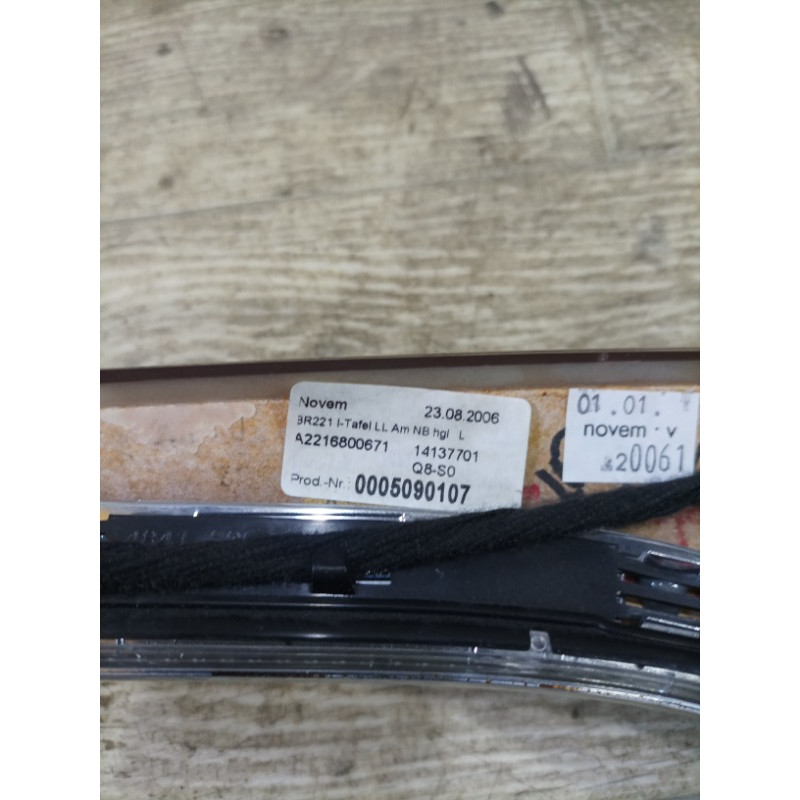 Novem 23.08.2006
BR221 I-Tafel LL Am NB hgl L
A2216800671 14137701
Q8-S0
Prod.-Nr.: 0005090107
01.01.
novem · v
20061